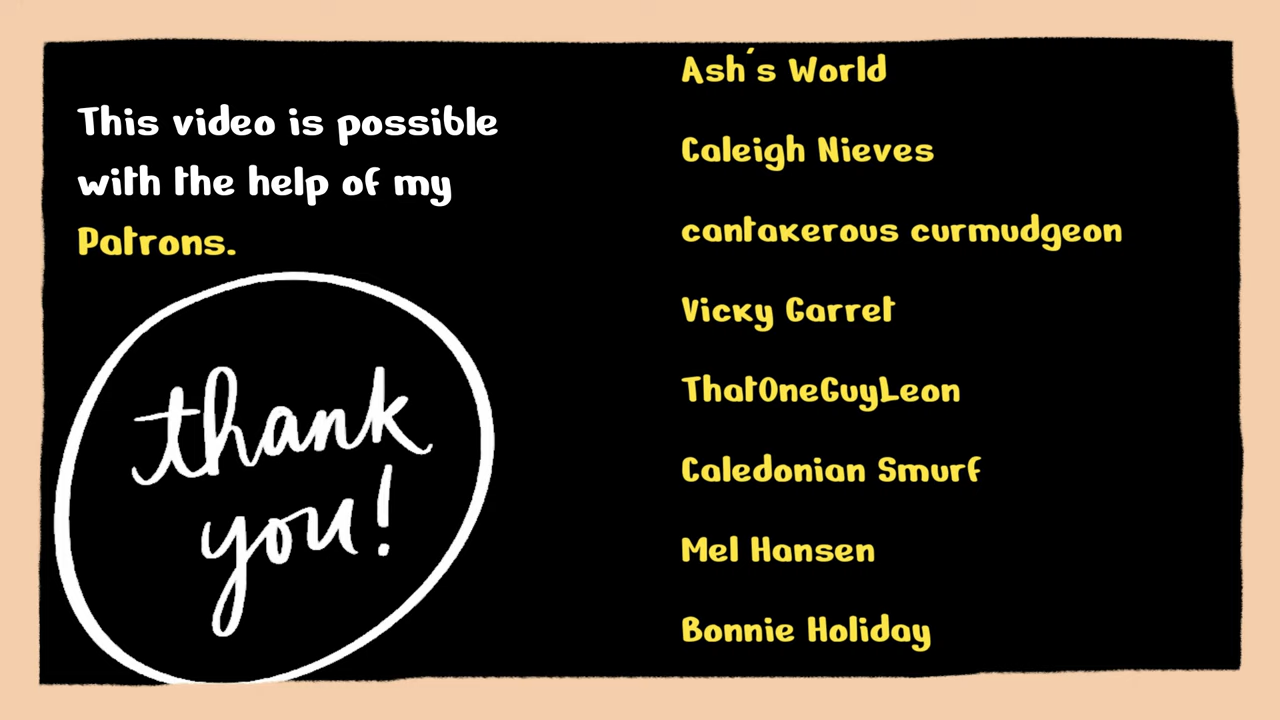 This video is possible
with the help of my
Patrons.
thank
you!
Ash's World
Caleigh Nieves
cantakerous curmudgeon
Vicky Garret
ThatOneGuyLeon
Caledonian Smurf
Mel Hansen
Bonnie Holiday